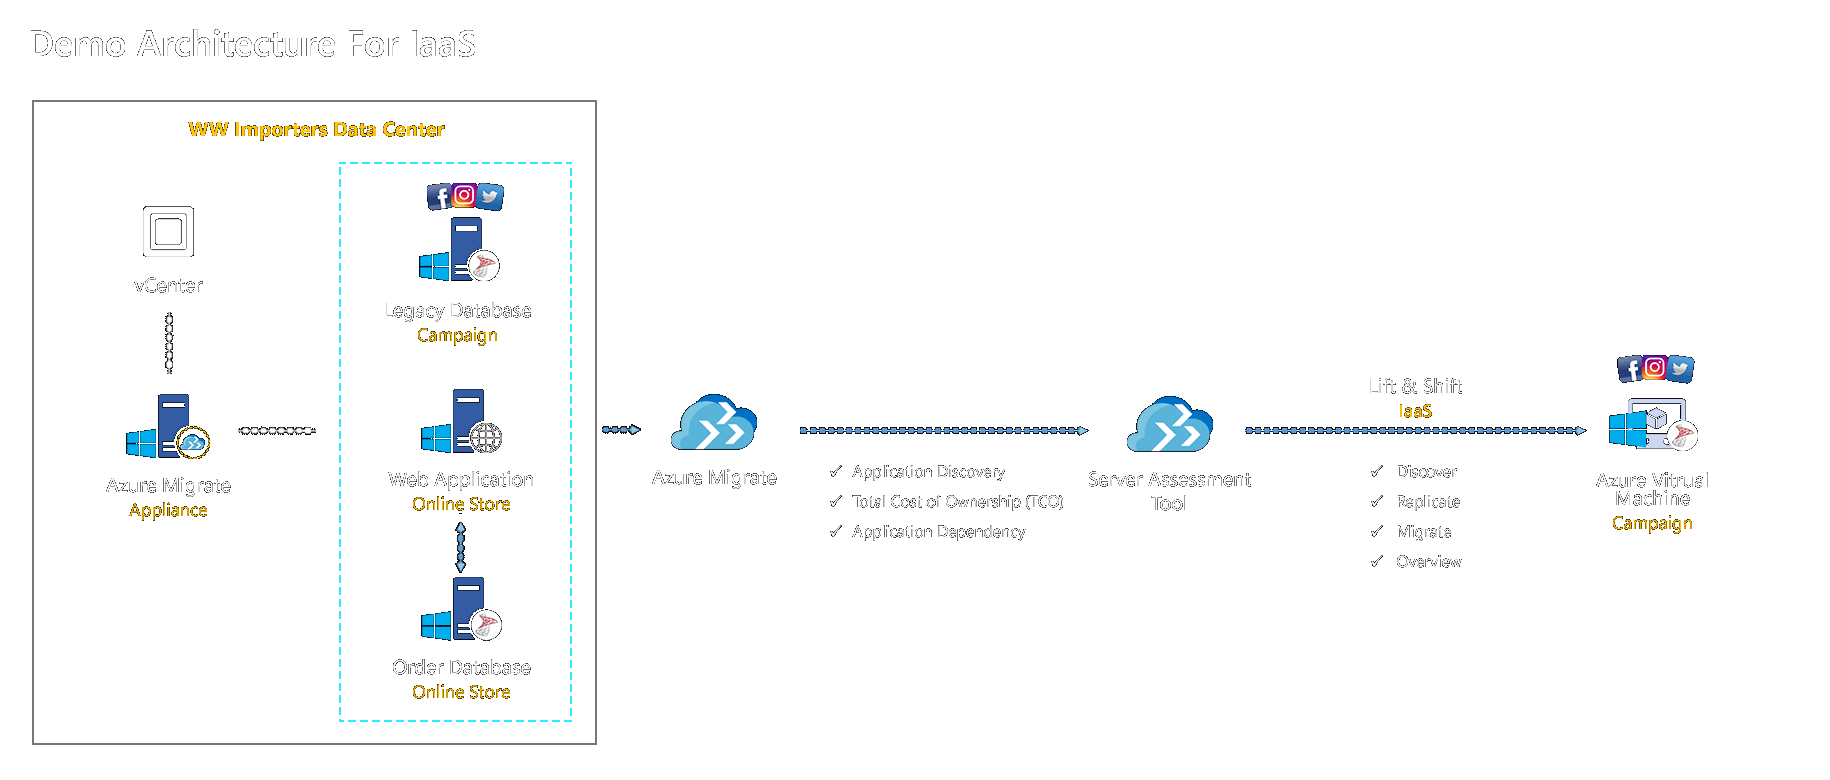 Demo Architecture For IaaS
WW Importers Data Center
vCenter
Azure Migrate
Appliance
Legacy Database
Campaign
Web Application
Online Store
Order Database
Online Store
Azure Migrate
✓ Application Discovery
✓ Total Cost of Ownership (TCO)
✓ Application Dependency
Server Assessment
Tool
Lift & Shift
IaaS
✓ Discover
✓ Replicate
✓ Migrate
✓ Overview
Azure Vitrual
Machine
Campaign